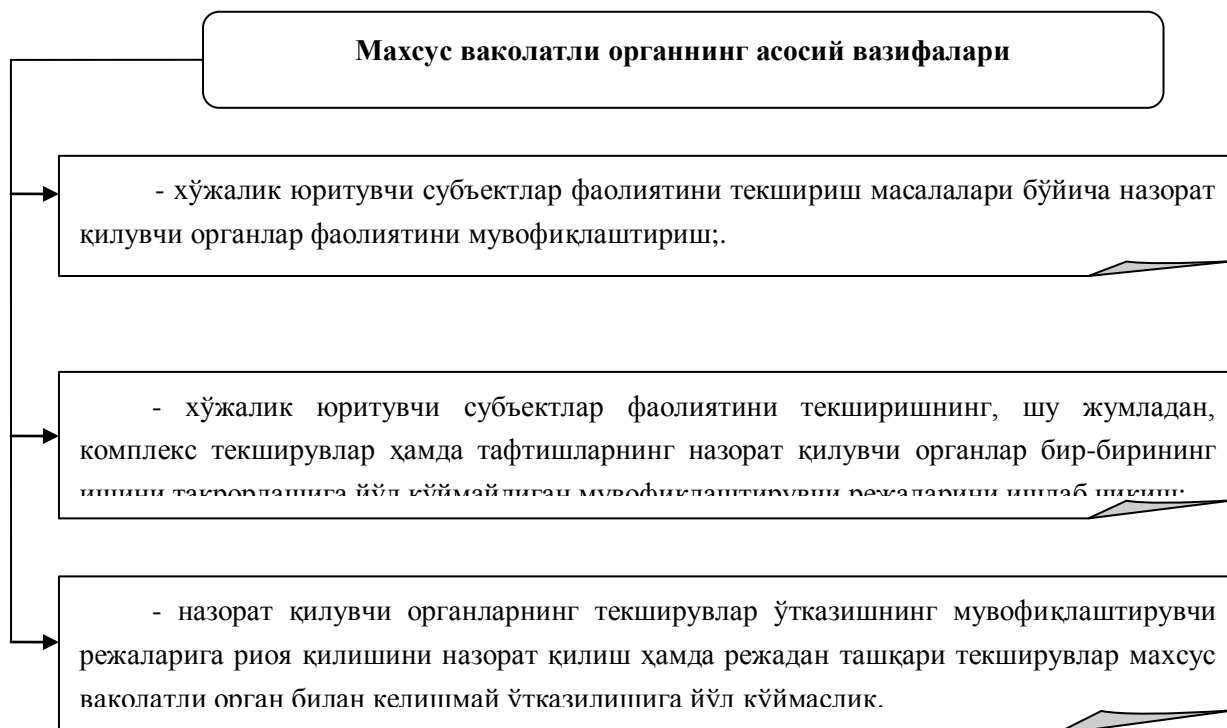 Махсус ваколатли органнинг асосий вазифалари
- хўжалик юритувчи субъектлар фаолиятини текшириш масалалари бўйича назорат
қилувчи органлар фаолиятини мувофиқлаштириш;.
- хўжалик юритувчи субъектлар фаолиятини текширишнинг, шу жумладан,
комплекс текширувлар ҳамда тафтишларнинг назорат қилувчи органлар бир-бирининг
ишини такрорлашига йўл қўймайдиган мувофиқлаштирувчи режаларини ишлаб чиқиш;
- назорат қилувчи органларнинг текширувлар ўтказишнинг мувофиқлаштирувчи
режаларига риоя қилишини назорат қилиш ҳамда режадан ташқари текширувлар махсус
ваколатли орган билан келишмай ўтказилишига йўл қўймаслик.